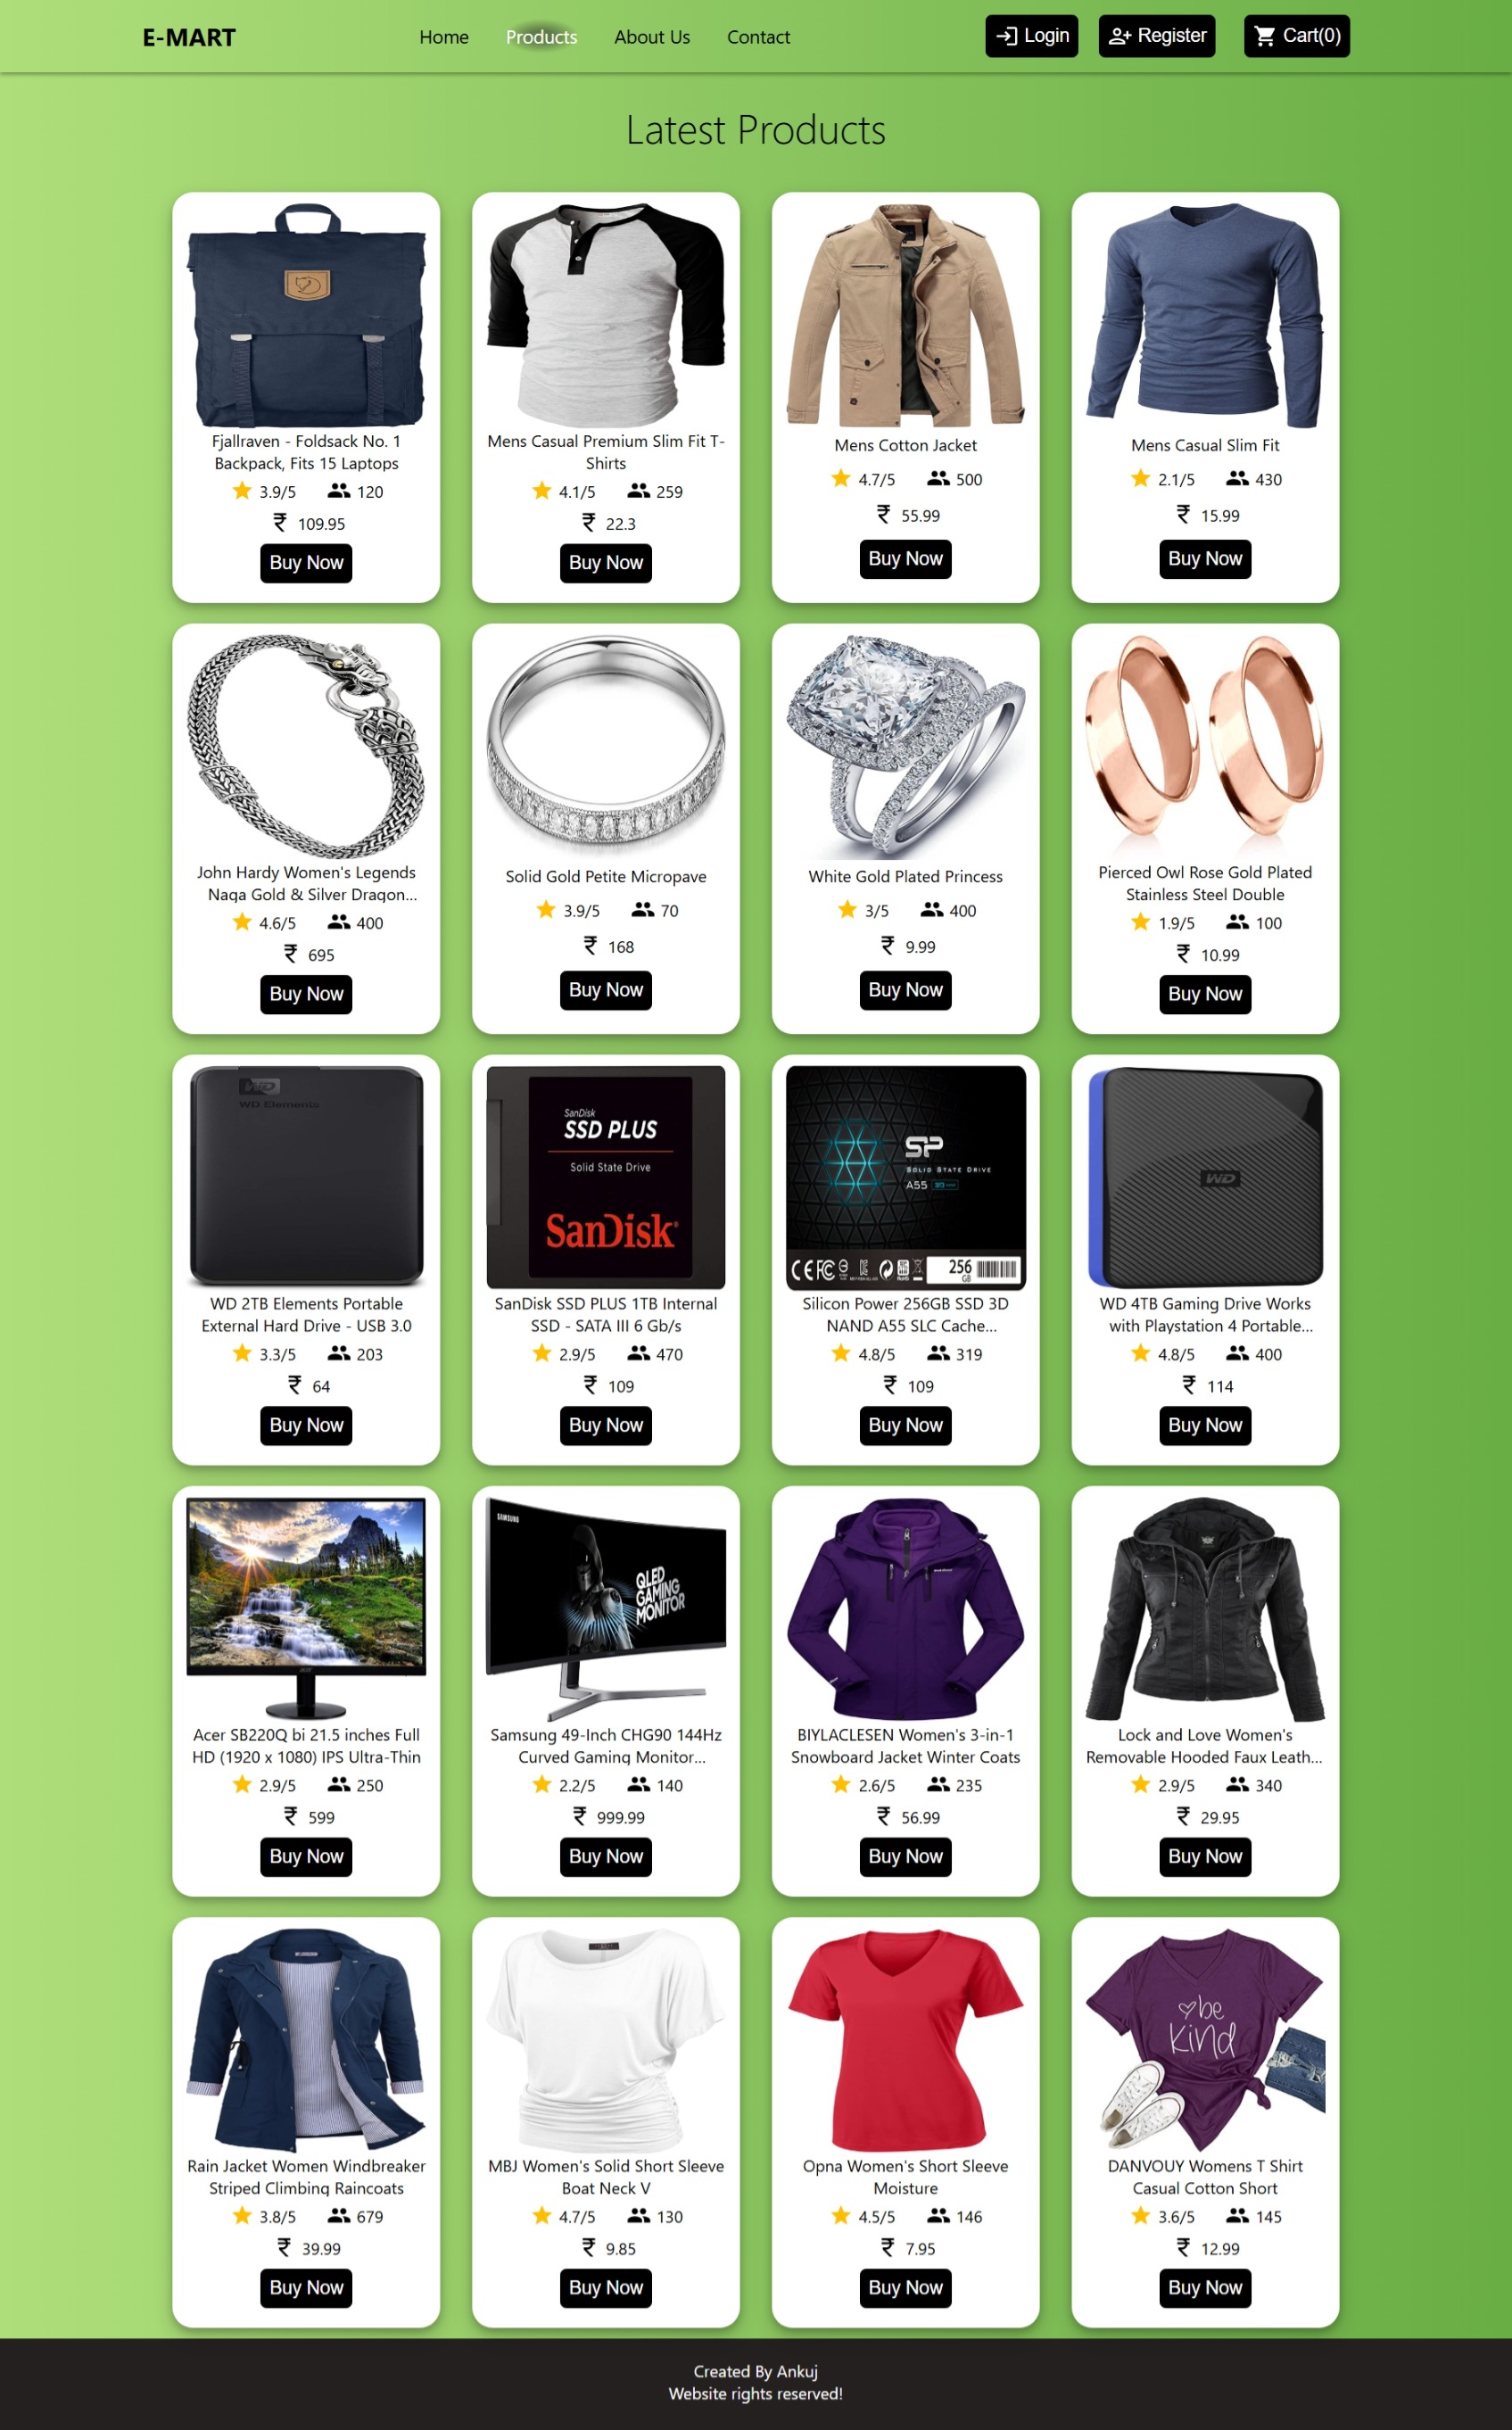 E-MART
Home Products About Us Contact
Login Register Cart(0)
Latest Products
Fjallraven - Foldsack No. 1
Backpack, Fits 15 Laptops
3.9/5 120
₹ 109.95
Buy Now
Mens Casual Premium Slim Fit T-
Shirts
4.1/5 259
₹ 22.3
Buy Now
Mens Cotton Jacket
4.7/5 500
₹ 55.99
Buy Now
Mens Casual Slim Fit
2.1/5 430
₹ 15.99
Buy Now
John Hardy Women's Legends
Naga Gold & Silver Dragon...
4.6/5 400
₹ 695
Buy Now
Solid Gold Petite Micropave
3.9/5 70
₹ 168
Buy Now
White Gold Plated Princess
3/5 400
₹ 9.99
Buy Now
Pierced Owl Rose Gold Plated
Stainless Steel Double
1.9/5 100
₹ 10.99
Buy Now
WD
WD Elements
WD 2TB Elements Portable
External Hard Drive - USB 3.0
3.3/5 203
₹ 64
Buy Now
SanDisk
SSD PLUS
Solid State Drive
SanDisk
SanDisk SSD PLUS 1TB Internal
SSD - SATA III 6 Gb/s
2.9/5 470
₹ 109
Buy Now
SP
SOLID STATE DRIVE
A55
256
GB
Silicon Power 256GB SSD 3D
NAND A55 SLC Cache...
4.8/5 319
₹ 109
Buy Now
WD
WD 4TB Gaming Drive Works
with Playstation 4 Portable...
4.8/5 400
₹ 114
Buy Now
acer
Acer SB220Q bi 21.5 inches Full
HD (1920 x 1080) IPS Ultra-Thin
2.9/5 250
₹ 599
Buy Now
SAMSUNG
QLED
GAMING
MONITOR
Samsung 49-Inch CHG90 144Hz
Curved Gaming Monitor...
2.2/5 140
₹ 999.99
Buy Now
BIYLACLESEN Women's 3-in-1
Snowboard Jacket Winter Coats
2.6/5 235
₹ 56.99
Buy Now
Lock and Love Women's
Removable Hooded Faux Leath...
2.9/5 340
₹ 29.95
Buy Now
Rain Jacket Women Windbreaker
Striped Climbing Raincoats
3.8/5 679
₹ 39.99
Buy Now
MBJ Women's Solid Short Sleeve
Boat Neck V
4.7/5 130
₹ 9.85
Buy Now
Opna Women's Short Sleeve
Moisture
4.5/5 146
₹ 7.95
Buy Now
be
kind
DANVOUY Womens T Shirt
Casual Cotton Short
3.6/5 145
₹ 12.99
Buy Now
Created By Ankuj
Website rights reserved!